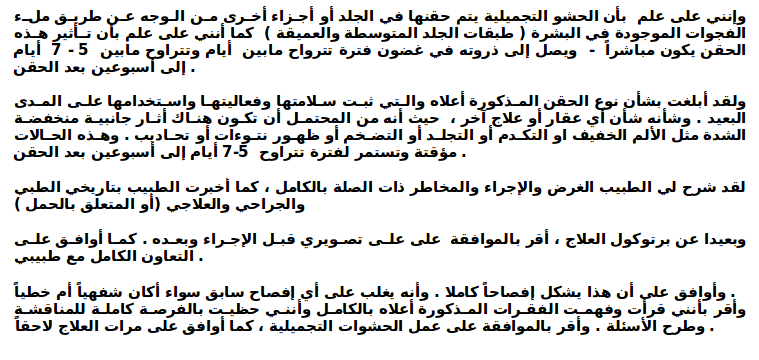 وإنني على علم بأن الحشو التجميلية يتم حقنها في الجلد أو أجزاء أخرى من الوجه عن طريق ملء
الفجوات الموجودة في البشرة ( طبقات الجلد المتوسطة والعميقة ) كما أنني على علم بأن تأثير هذه
الحقن يكون مباشراً - ويصل إلى ذروته في غضون فترة تترواح مابين أيام وتتراوح مابين 5 - 7 أيام
إلى أسبوعين بعد الحقن .
ولقد أبلغت بشأن نوع الحقن المذكورة أعلاه والتي ثبت سلامتها وفعاليتها واستخدامها على المدى
البعيد . وشأنه شأن أي عقار أو علاج آخر ، حيث أنه من المحتمل أن تكون هناك أثار جانبية منخفضة
الشدة مثل الألم الخفيف او التكدم أو التجلد أو التضخم أو ظهور نتوءات أو تحاديب . وهذه الحالات
مؤقتة وتستمر لفترة تتراوح 5-7 أيام إلى أسبوعين بعد الحقن .
لقد شرح لي الطبيب الغرض والإجراء والمخاطر ذات الصلة بالكامل ، كما أخبرت الطبيب بتاريخي الطبي
والجراحي والعلاجي (أو المتعلق بالحمل )
وبعيدا عن برتوكول العلاج ، أقر بالموافقة على على تصويري قبل الإجراء وبعده . كما أوافق على
التعاون الكامل مع طبيبي .
وأوافق على أن هذا يشكل إفصاحاً كاملا . وأنه يغلب على أي إفصاح سابق سواء أكان شفهياً أم خطياً .
وأقر بأنني قرأت وفهمت الفقرات المذكورة أعلاه بالكامل وأنني حظيت بالفرصة كاملة للمناقشة
وطرح الأسئلة . وأقر بالموافقة على عمل الحشوات التجميلية ، كما أوافق على مرات العلاج لاحقاً .